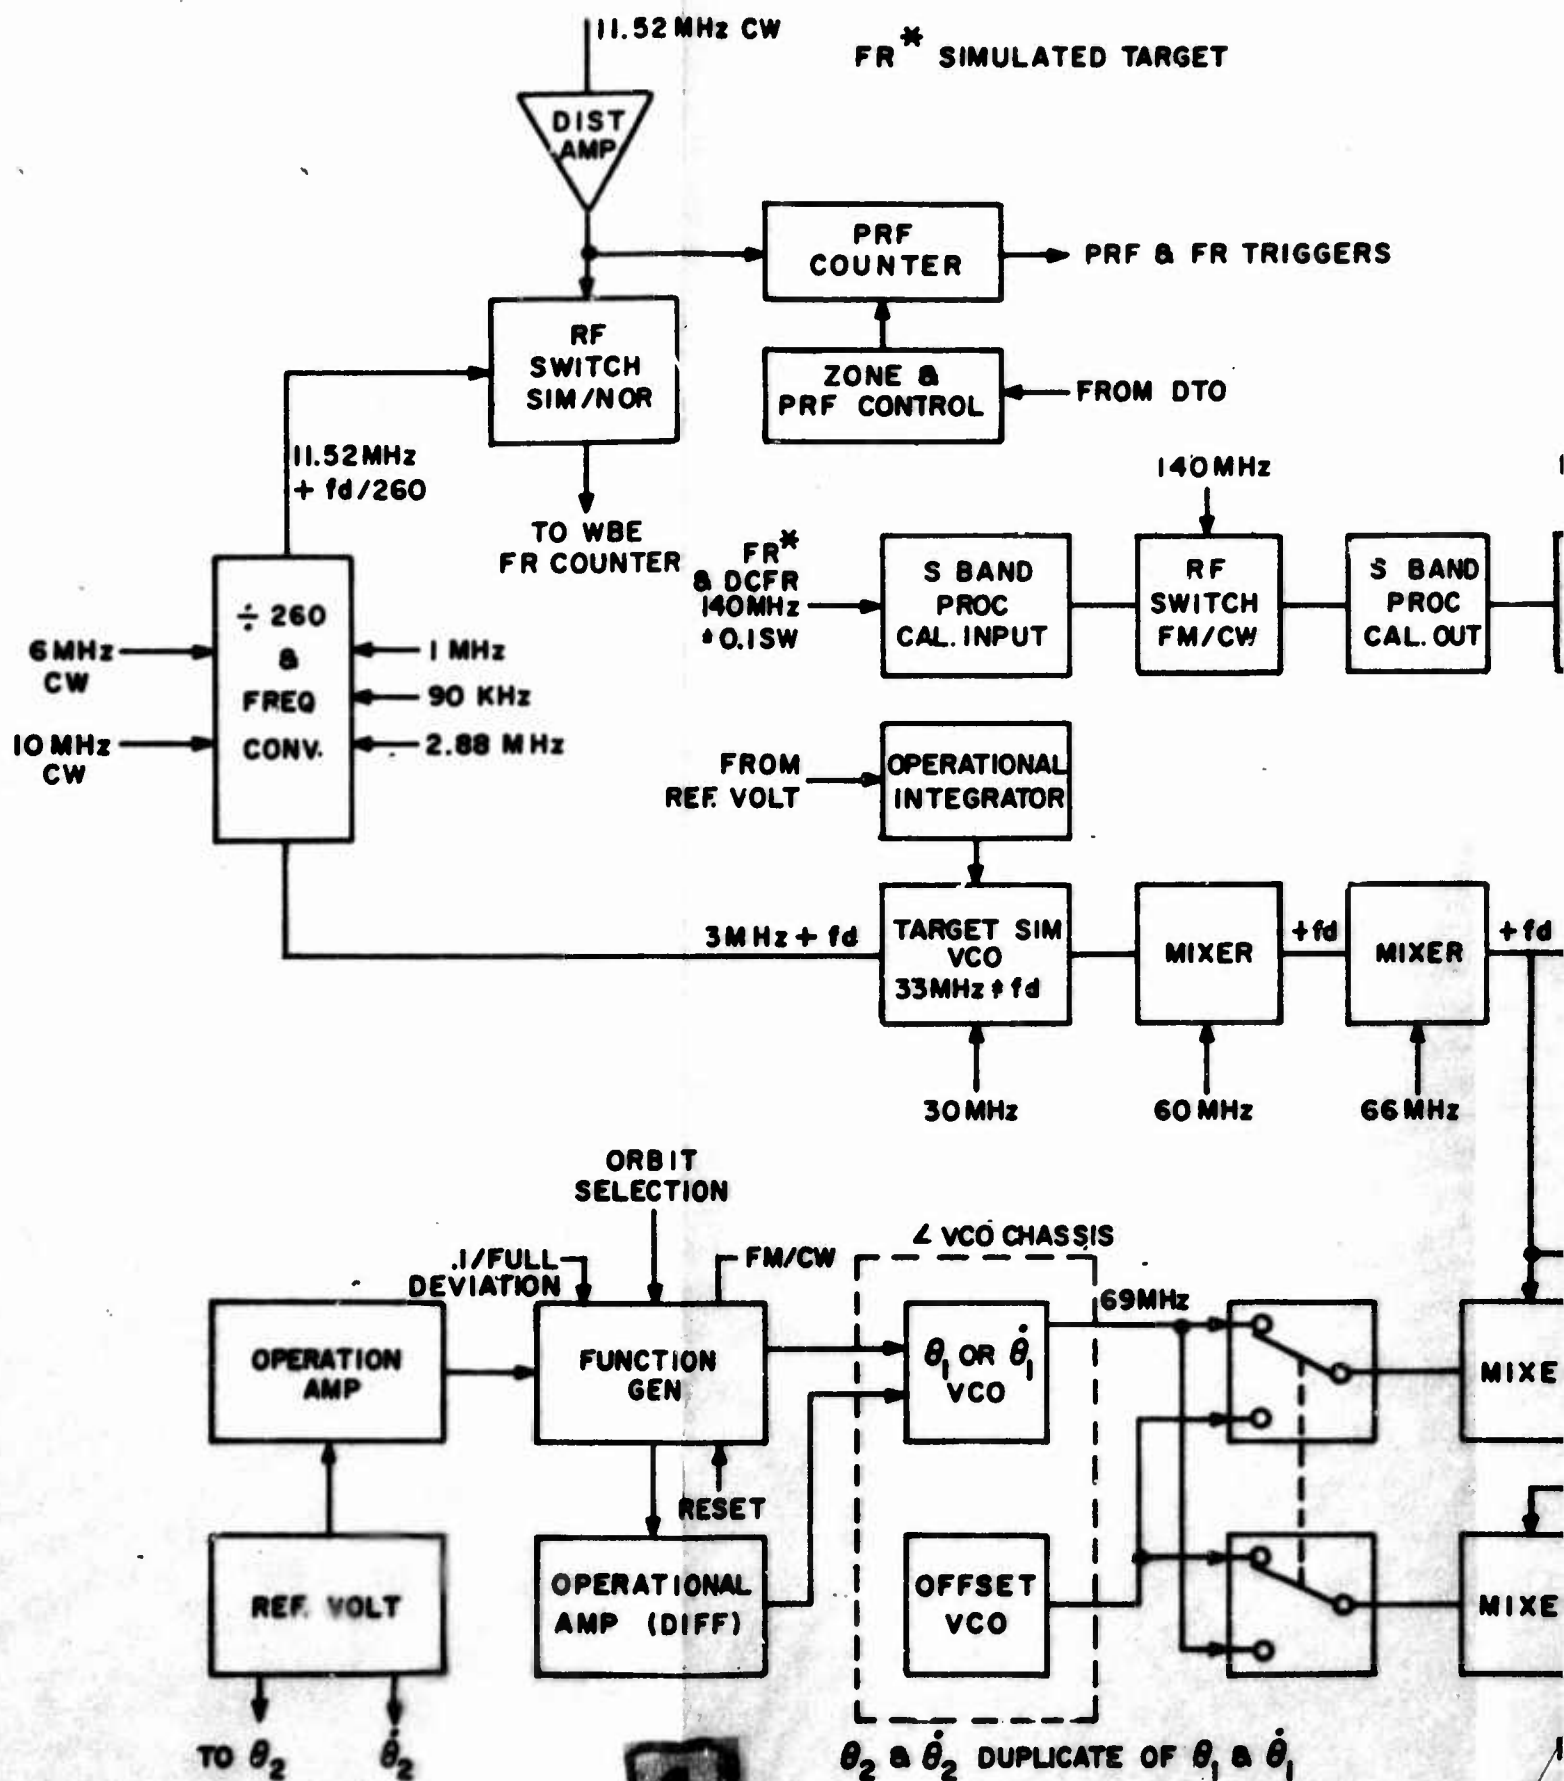 11.52 MHz CW
FR* SIMULATED TARGET
DIST
AMP
PRF
COUNTER
PRF & FR TRIGGERS
RF
SWITCH
SIM/NOR
ZONE &
PRF CONTROL
FROM DTO
11.52 MHz
+ fd/260
TO WBE
FR COUNTER
140 MHz
FR*
& DCFR
140 MHz
± 0.1 SW
S BAND
PROC
CAL. INPUT
RF
SWITCH
FM/CW
S BAND
PROC
CAL. OUT
÷ 260
&
FREQ
CONV.
6 MHz
CW
10 MHz
CW
1 MHz
90 KHz
2.88 MHz
FROM
REF. VOLT
OPERATIONAL
INTEGRATOR
3 MHz + fd
TARGET SIM
VCO
33 MHz ± fd
MIXER
+ fd
MIXER
+ fd
30 MHz
60 MHz
66 MHz
ORBIT
SELECTION
.1/FULL
DEVIATION
FM/CW
∠ VCO CHASSIS
69 MHz
OPERATION
AMP
FUNCTION
GEN
θ₁ OR θ̇₁
VCO
MIXE
RESET
REF. VOLT
OPERATIONAL
AMP (DIFF)
OFFSET
VCO
MIXE
TO θ₂
θ̇₂
θ₂ & θ̇₂ DUPLICATE OF θ₁ & θ̇₁